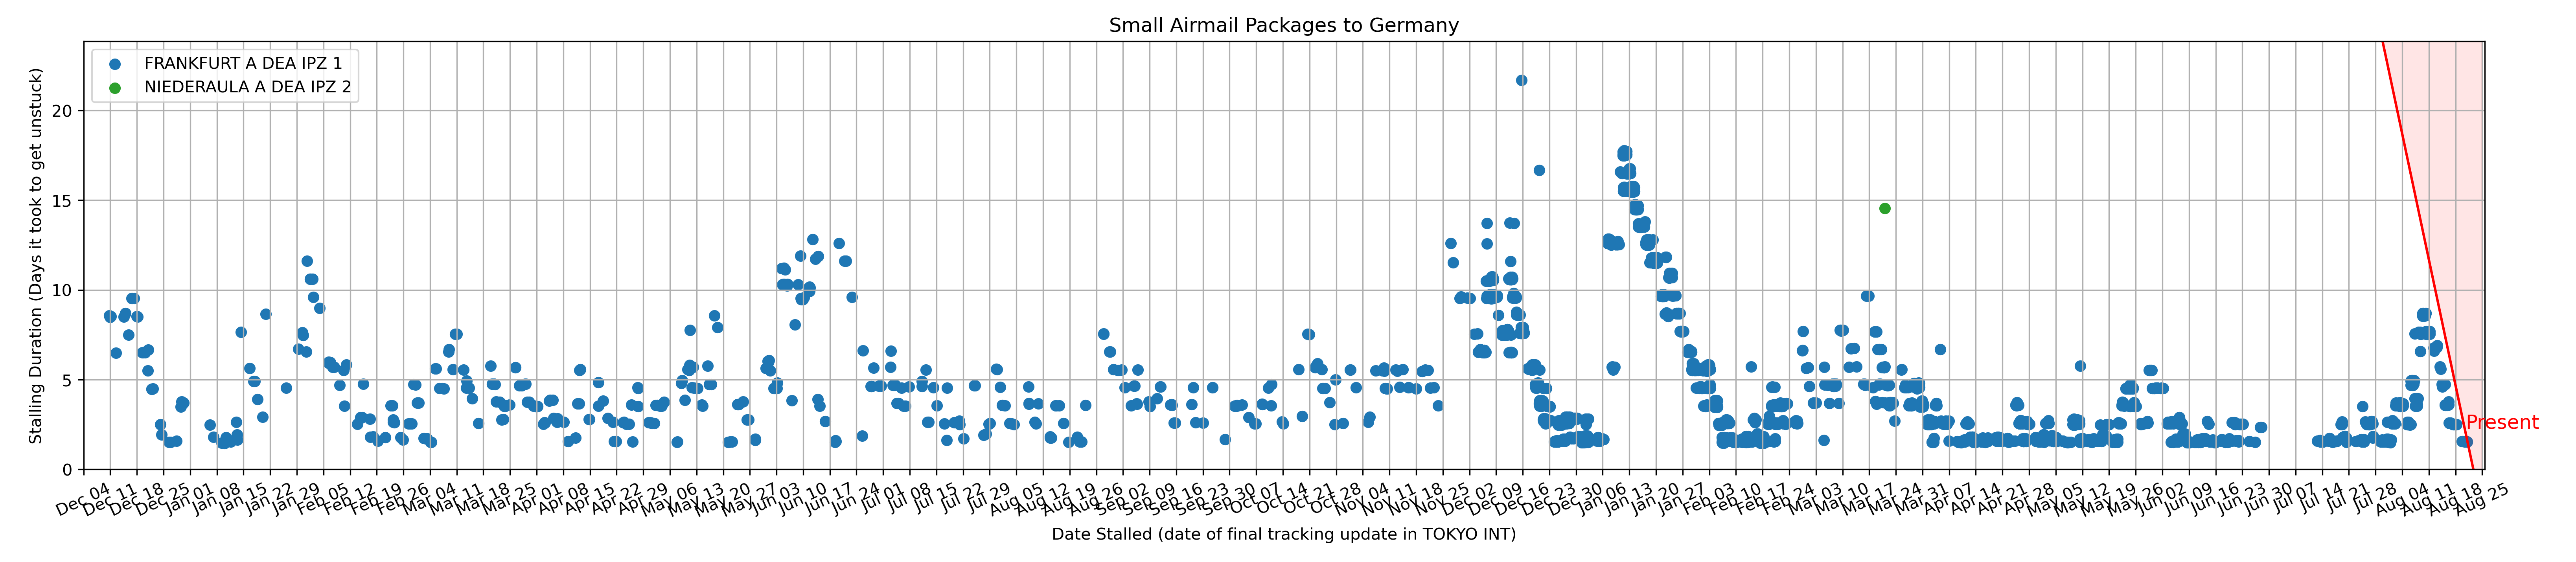 Small Airmail Packages to Germany
FRANKFURT A DEA IPZ 1
NIEDERAULA A DEA IPZ 2
Stalling Duration (Days it took to get unstuck)
20
15
10
5
0
Present
Dec 04
Dec 11
Dec 18
Dec 25
Jan 01
Jan 08
Jan 15
Jan 22
Jan 29
Feb 05
Feb 12
Feb 19
Feb 26
Mar 04
Mar 11
Mar 18
Mar 25
Apr 01
Apr 08
Apr 15
Apr 22
Apr 29
May 06
May 13
May 20
May 27
Jun 03
Jun 10
Jun 17
Jun 24
Jul 01
Jul 08
Jul 15
Jul 22
Jul 29
Aug 05
Aug 12
Aug 19
Aug 26
Sep 02
Sep 09
Sep 16
Sep 23
Sep 30
Oct 07
Oct 14
Oct 21
Oct 28
Nov 04
Nov 11
Nov 18
Nov 25
Dec 02
Dec 09
Dec 16
Dec 23
Dec 30
Jan 06
Jan 13
Jan 20
Jan 27
Feb 03
Feb 10
Feb 17
Feb 24
Mar 03
Mar 10
Mar 17
Mar 24
Mar 31
Apr 07
Apr 14
Apr 21
Apr 28
May 05
May 12
May 19
May 26
Jun 02
Jun 09
Jun 16
Jun 23
Jun 30
Jul 07
Jul 14
Jul 21
Jul 28
Aug 04
Aug 11
Aug 18
Aug 25
Date Stalled (date of final tracking update in TOKYO INT)